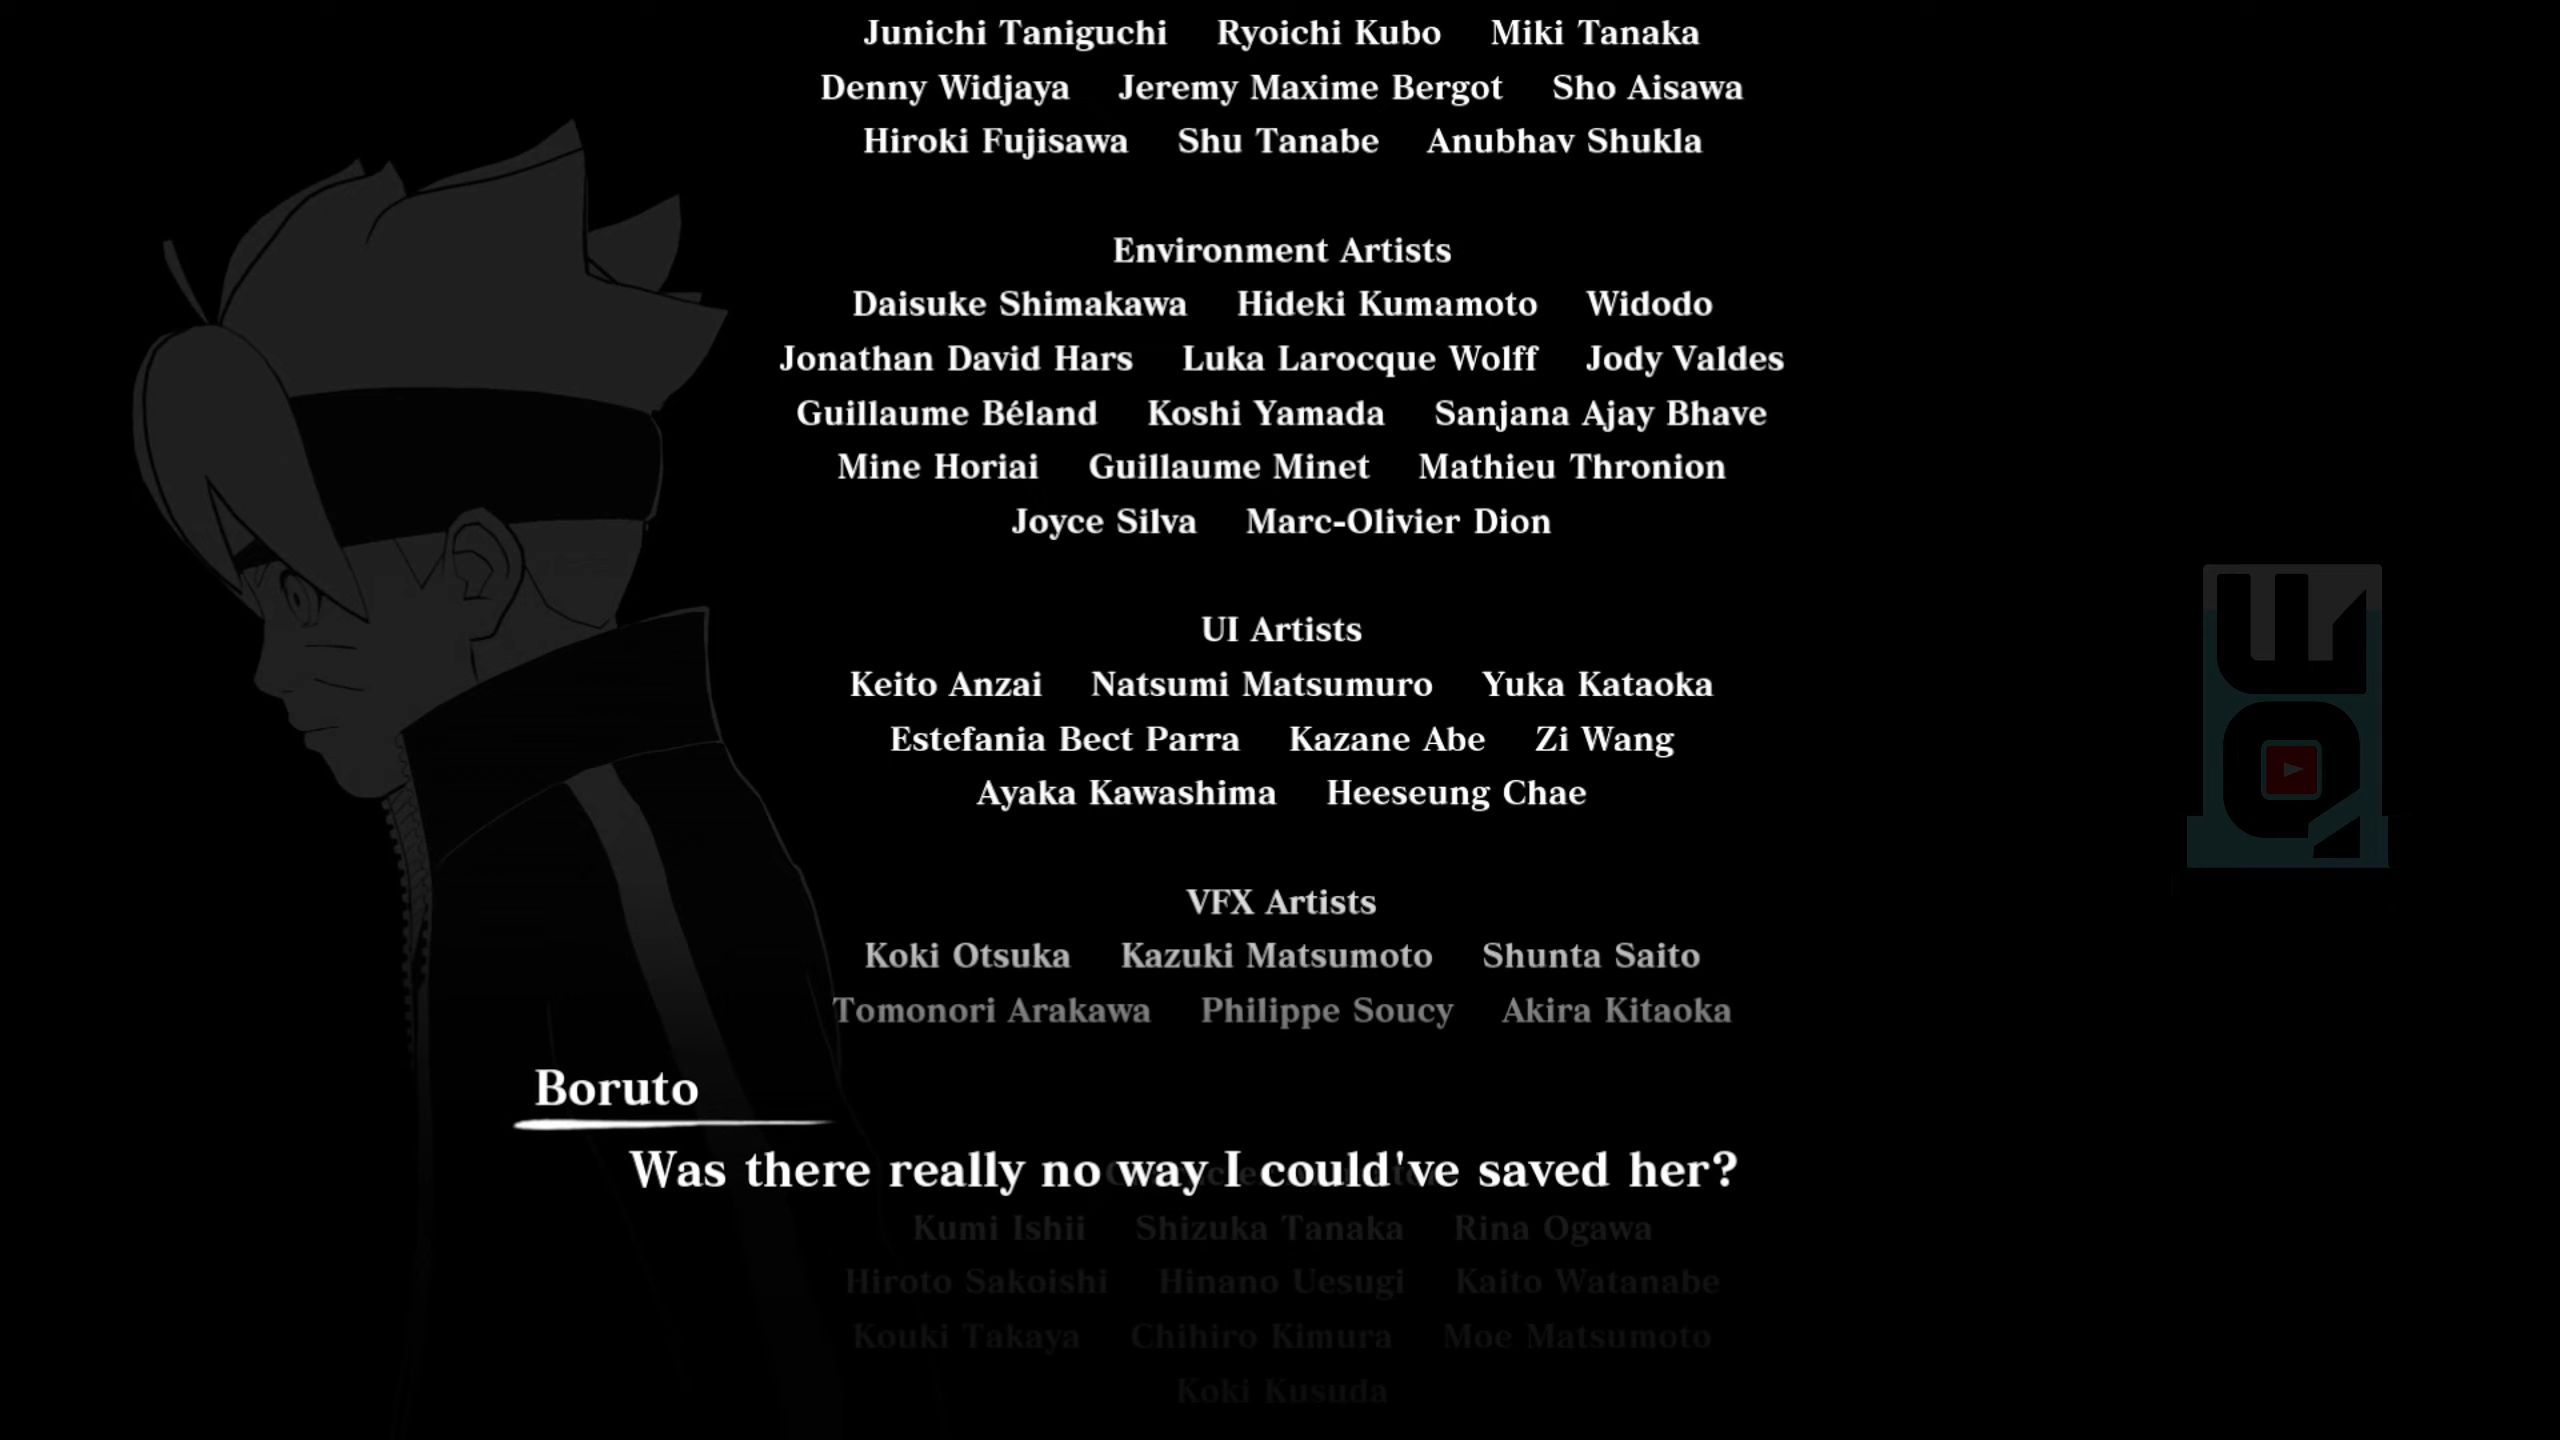 Junichi Taniguchi Ryoichi Kubo Miki Tanaka
Denny Widjaya Jeremy Maxime Bergot Sho Aisawa
Hiroki Fujisawa Shu Tanabe Anubhav Shukla
Environment Artists
Daisuke Shimakawa Hideki Kumamoto Widodo
Jonathan David Hars Luka Larocque Wolff Jody Valdes
Guillaume Béland Koshi Yamada Sanjana Ajay Bhave
Mine Horiai Guillaume Minet Mathieu Thronion
Joyce Silva Marc-Olivier Dion
UI Artists
Keito Anzai Natsumi Matsumuro Yuka Kataoka
Estefania Bect Parra Kazane Abe Zi Wang
Ayaka Kawashima Heeseung Chae
VFX Artists
Koki Otsuka Kazuki Matsumoto Shunta Saito
Tomonori Arakawa Philippe Soucy Akira Kitaoka
Boruto
Was there really no way I could've saved her?
Kumi Ishii Shizuka Tanaka Rina Ogawa
Hiroto Sakoishi Hinano Uesugi Kaito Watanabe
Kouki Takaya Chihiro Kimura Moe Matsumoto
Koki Kusuda